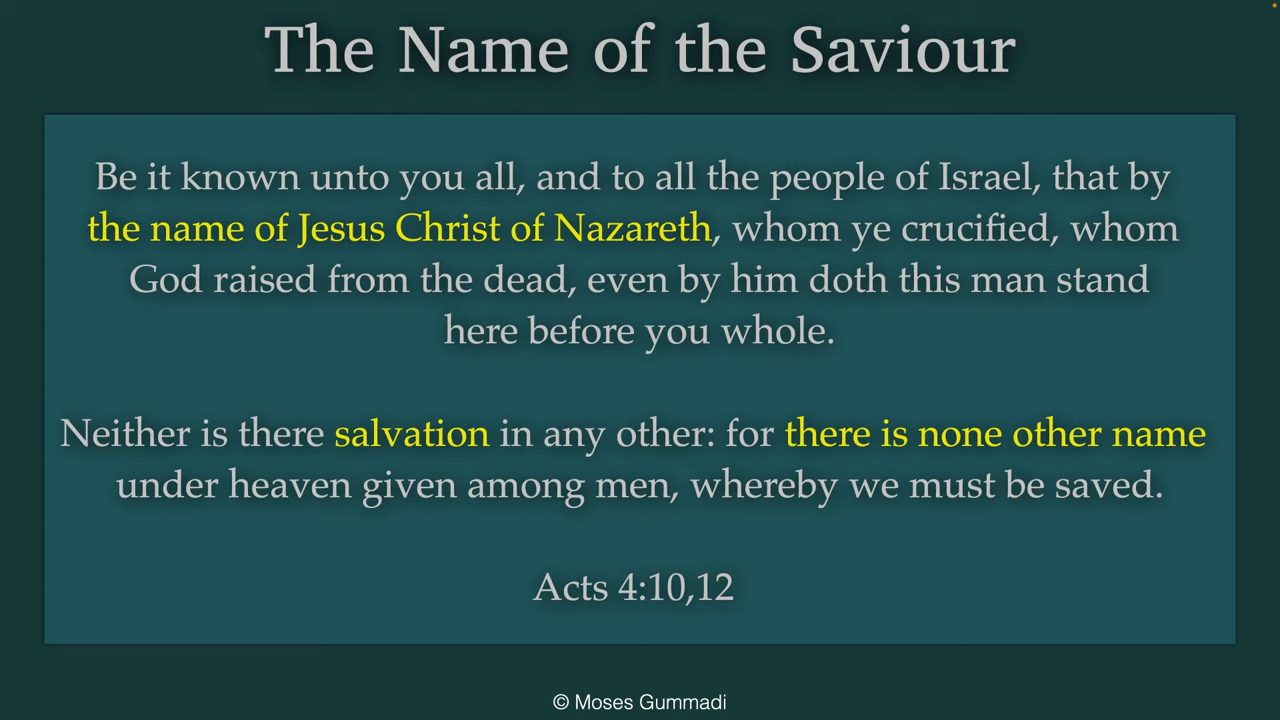 The Name of the Saviour
Be it known unto you all, and to all the people of Israel, that by
the name of Jesus Christ of Nazareth, whom ye crucified, whom
God raised from the dead, even by him doth this man stand
here before you whole.
Neither is there salvation in any other: for there is none other name
under heaven given among men, whereby we must be saved.
Acts 4:10,12
© Moses Gummadi